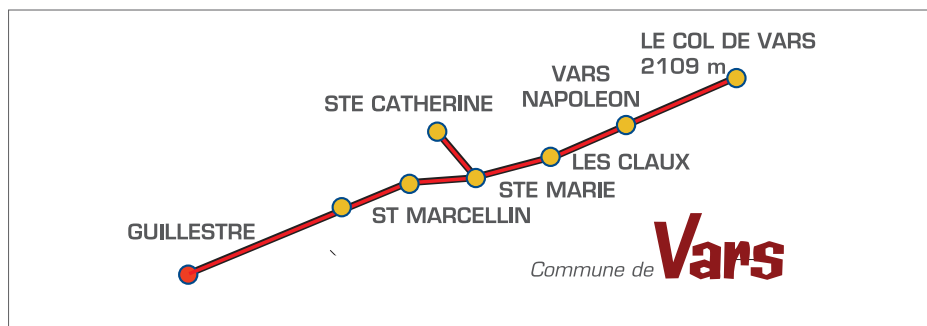 LE COL DE VARS
2109 m
VARS
NAPOLEON
STE CATHERINE
LES CLAUX
STE MARIE
ST MARCELLIN
GUILLESTRE
Commune de Vars